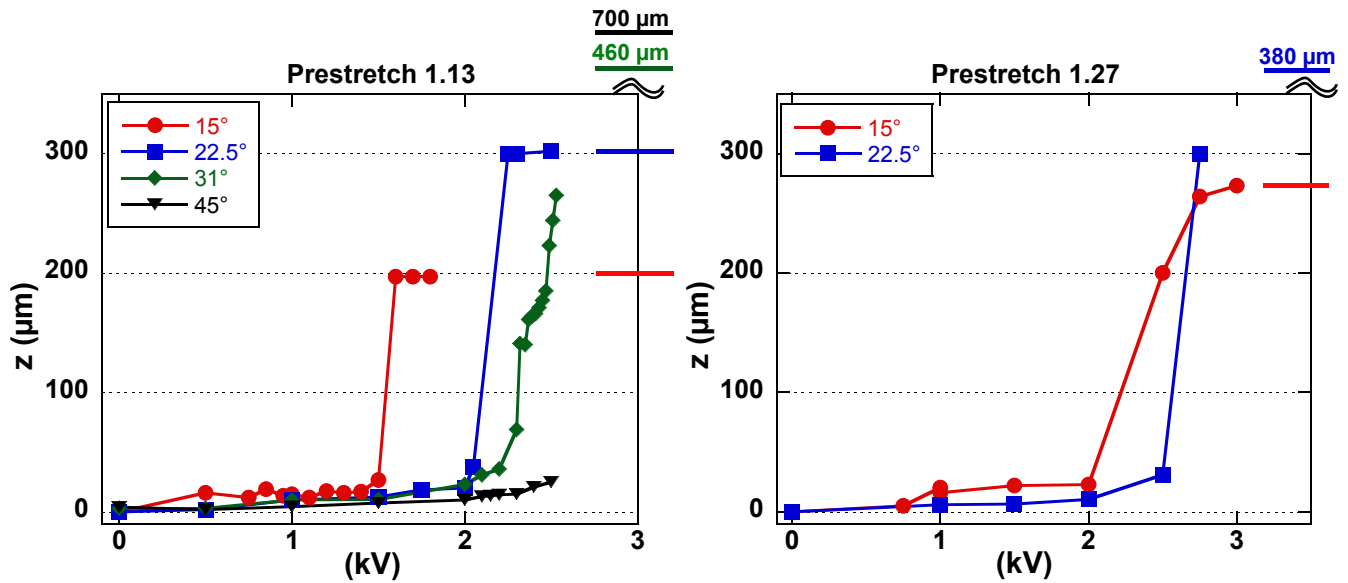 700 µm
460 µm
Prestretch 1.13
15°
22.5°
31°
45°
300
200
100
0
z (µm)
0 1 2 3
(kV)
380 µm
Prestretch 1.27
15°
22.5°
300
200
100
0
z (µm)
0 1 2 3
(kV)